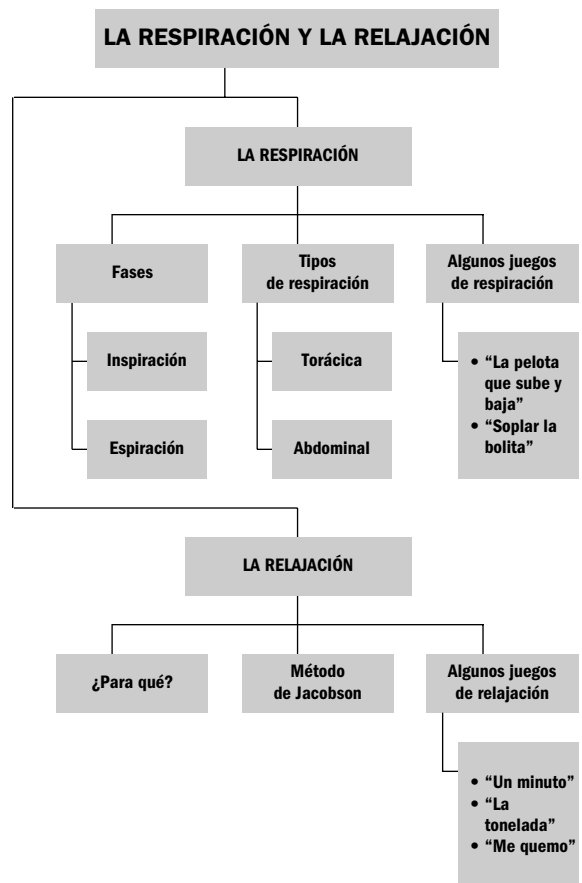 LA RESPIRACIÓN Y LA RELAJACIÓN
LA RESPIRACIÓN
Fases
Inspiración
Espiración
Tipos
de respiración
Torácica
Abdominal
Algunos juegos
de respiración
• “La pelota
que sube y
baja”
• “Soplar la
bolita”
LA RELAJACIÓN
¿Para qué?
Método
de Jacobson
Algunos juegos
de relajación
• “Un minuto”
• “La
tonelada”
• “Me quemo”